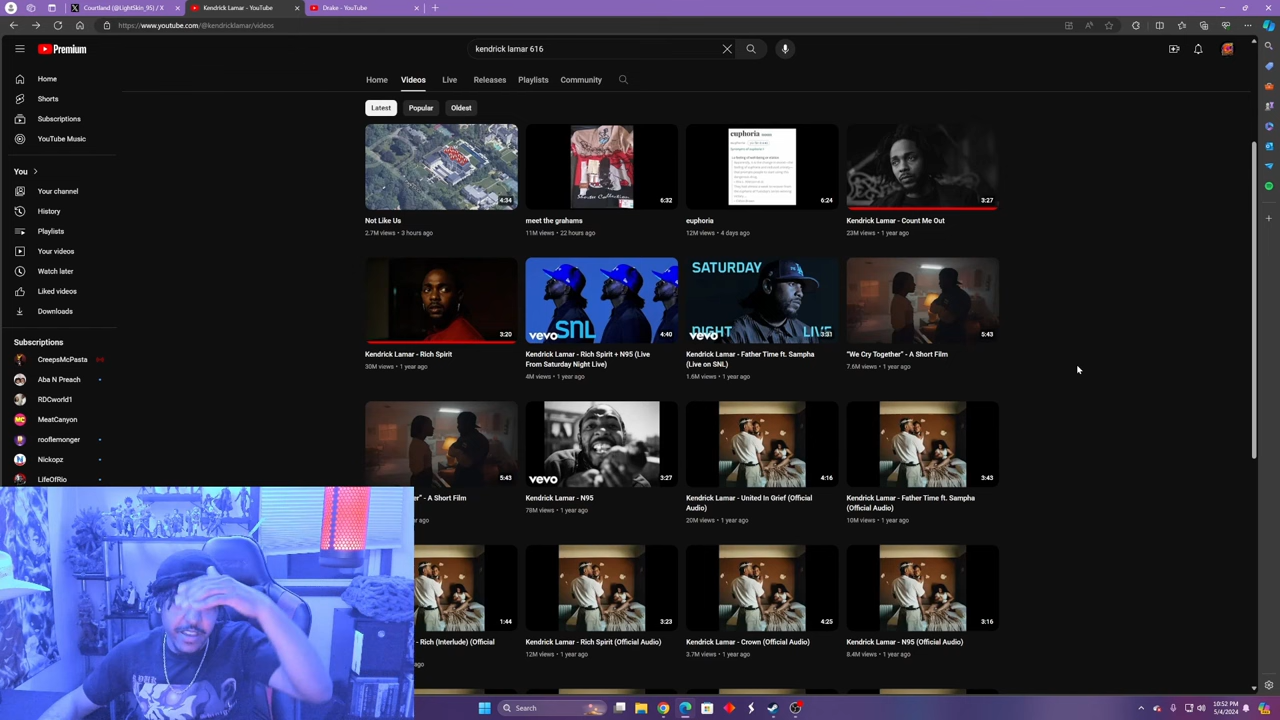 Courtland (@LightSkin_95) / X
Kendrick Lamar - YouTube
Drake - YouTube
https://www.youtube.com/@kendricklamar/videos
Premium
kendrick lamar 616
Home
Shorts
Subscriptions
YouTube Music
You
Your channel
History
Playlists
Your videos
Watch later
Liked videos
Downloads
Subscriptions
CreepsMcPasta
Aba N Preach
RDCworld1
MeatCanyon
rooflemonger
Nickopz
LifeOfRio
Home Videos Live Releases Playlists Community
Latest Popular Oldest
4:34
Not Like Us
2.7M views • 3 hours ago
6:32
meet the grahams
11M views • 22 hours ago
euphoria
6:24
euphoria
12M views • 4 days ago
3:27
Kendrick Lamar - Count Me Out
23M views • 1 year ago
3:20
Kendrick Lamar - Rich Spirit
30M views • 1 year ago
vevo SNL
4:40
Kendrick Lamar - Rich Spirit + N95 (Live
From Saturday Night Live)
4M views • 1 year ago
SATURDAY
NIGHT LIVE
vevo
3:31
Kendrick Lamar - Father Time ft. Sampha
(Live on SNL)
1.6M views • 1 year ago
5:43
"We Cry Together" - A Short Film
7.6M views • 1 year ago
5:43
er" - A Short Film
ago
vevo
3:27
Kendrick Lamar - N95
78M views • 1 year ago
4:16
Kendrick Lamar - United In Grief (Official
Audio)
20M views • 1 year ago
3:43
Kendrick Lamar - Father Time ft. Sampha
(Official Audio)
10M views • 1 year ago
1:44
- Rich (Interlude) (Official
ago
3:23
Kendrick Lamar - Rich Spirit (Official Audio)
12M views • 1 year ago
4:25
Kendrick Lamar - Crown (Official Audio)
3.7M views • 1 year ago
3:16
Kendrick Lamar - N95 (Official Audio)
8.4M views • 1 year ago
Search
10:52 PM
5/4/2024